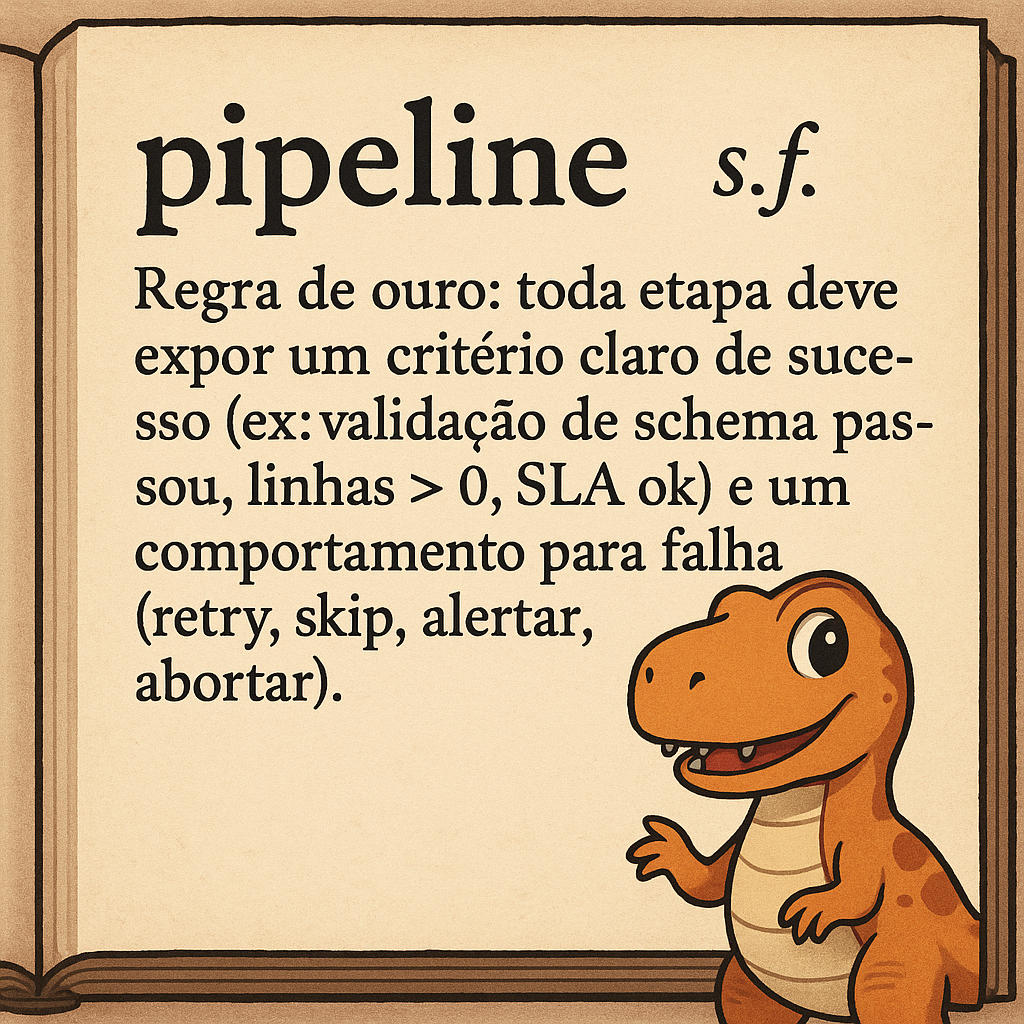 pipeline s.f.
Regra de ouro: toda etapa deve
expor um critério claro de suce-
sso (ex: validação de schema pas-
sou, linhas > 0, SLA ok) e um
comportamento para falha
(retry, skip, alertar,
abortar).